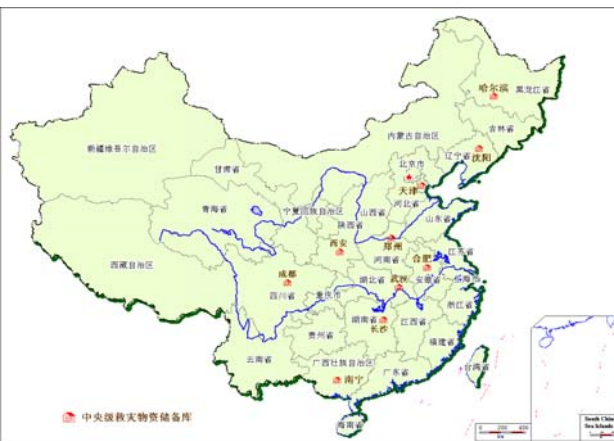 哈尔滨
黑龙江省
吉林省
内蒙古自治区
辽宁省
沈阳
新疆维吾尔自治区
北京市
甘肃省
天津
河北省
青海省
宁夏回族自治区
山西省
山东省
陕西省
郑州
西安
河南省
江苏省
合肥
西藏自治区
成都
湖北省
武汉
安徽省
上海市
四川省
重庆市
浙江省
湖南省
江西省
长沙
贵州省
福建省
云南省
广西壮族自治区
广东省
台湾省
南宁
海南省
中央级救灾物资储备库
0 200 400
South China
Sea Islands